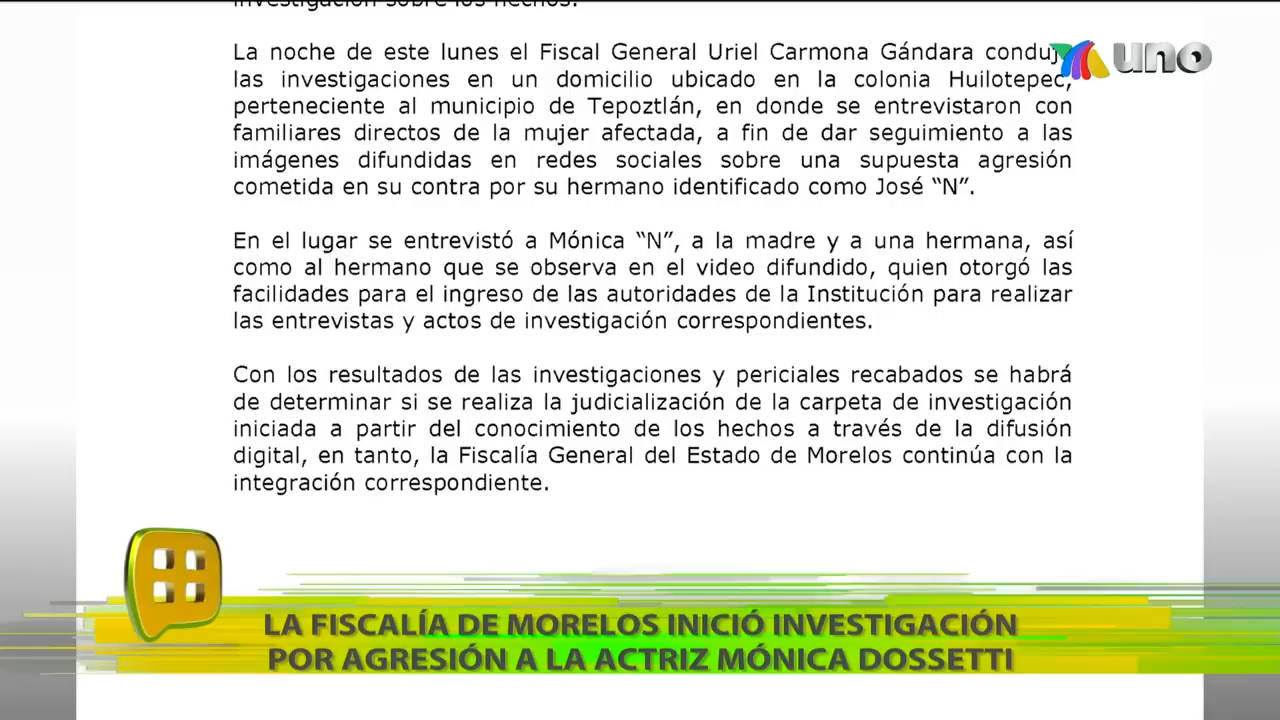 investigación sobre los hechos.
uno
La noche de este lunes el Fiscal General Uriel Carmona Gándara condujo
las investigaciones en un domicilio ubicado en la colonia Huilotepec,
perteneciente al municipio de Tepoztlán, en donde se entrevistaron con
familiares directos de la mujer afectada, a fin de dar seguimiento a las
imágenes difundidas en redes sociales sobre una supuesta agresión
cometida en su contra por su hermano identificado como José “N”.
En el lugar se entrevistó a Mónica “N”, a la madre y a una hermana, así
como al hermano que se observa en el video difundido, quien otorgó las
facilidades para el ingreso de las autoridades de la Institución para realizar
las entrevistas y actos de investigación correspondientes.
Con los resultados de las investigaciones y periciales recabados se habrá
de determinar si se realiza la judicialización de la carpeta de investigación
iniciada a partir del conocimiento de los hechos a través de la difusión
digital, en tanto, la Fiscalía General del Estado de Morelos continúa con la
integración correspondiente.
LA FISCALÍA DE MORELOS INICIÓ INVESTIGACIÓN
POR AGRESIÓN A LA ACTRIZ MÓNICA DOSSETTI